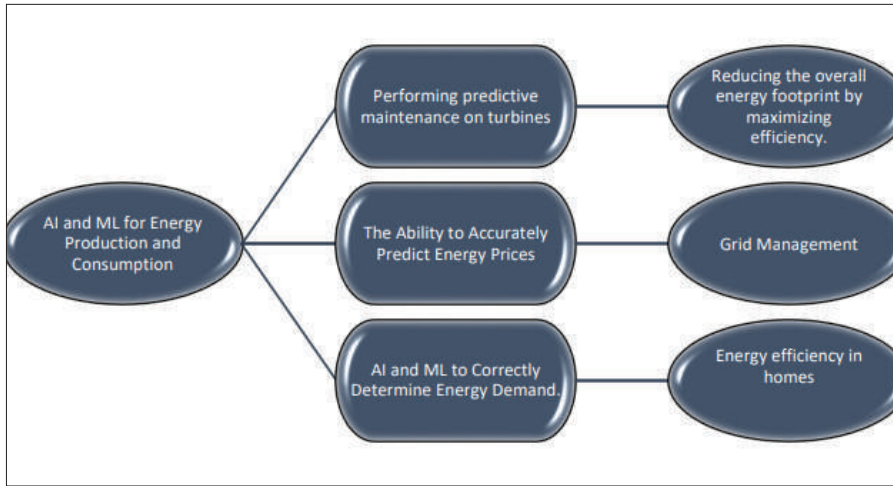 Performing predictive
maintenance on turbines
Reducing the overall
energy footprint by
maximizing
efficiency.
AI and ML for Energy
Production and
Consumption
The Ability to Accurately
Predict Energy Prices
Grid Management
AI and ML to Correctly
Determine Energy Demand.
Energy efficiency in
homes